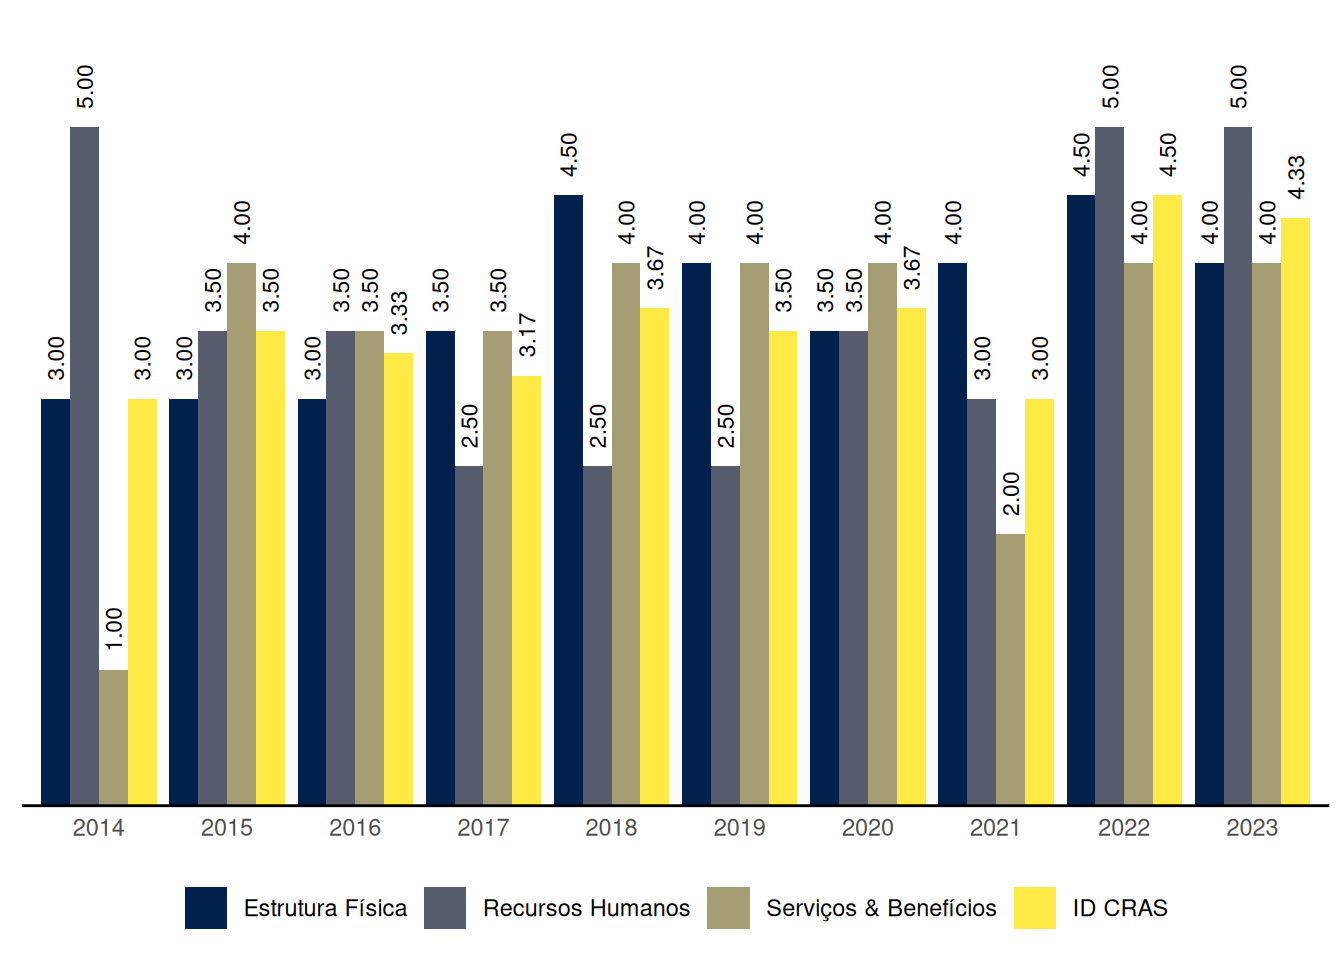 3.00 5.00 1.00 3.00
3.00 3.50 4.00 3.50
3.00 3.50 3.50 3.33
3.50 2.50 3.50 3.17
4.50 2.50 4.00 3.67
4.00 2.50 4.00 3.50
3.50 3.50 4.00 3.67
4.00 3.00 2.00 3.00
4.50 5.00 4.00 4.50
4.00 5.00 4.00 4.33
2014 2015 2016 2017 2018 2019 2020 2021 2022 2023
Estrutura Física Recursos Humanos Serviços & Benefícios ID CRAS